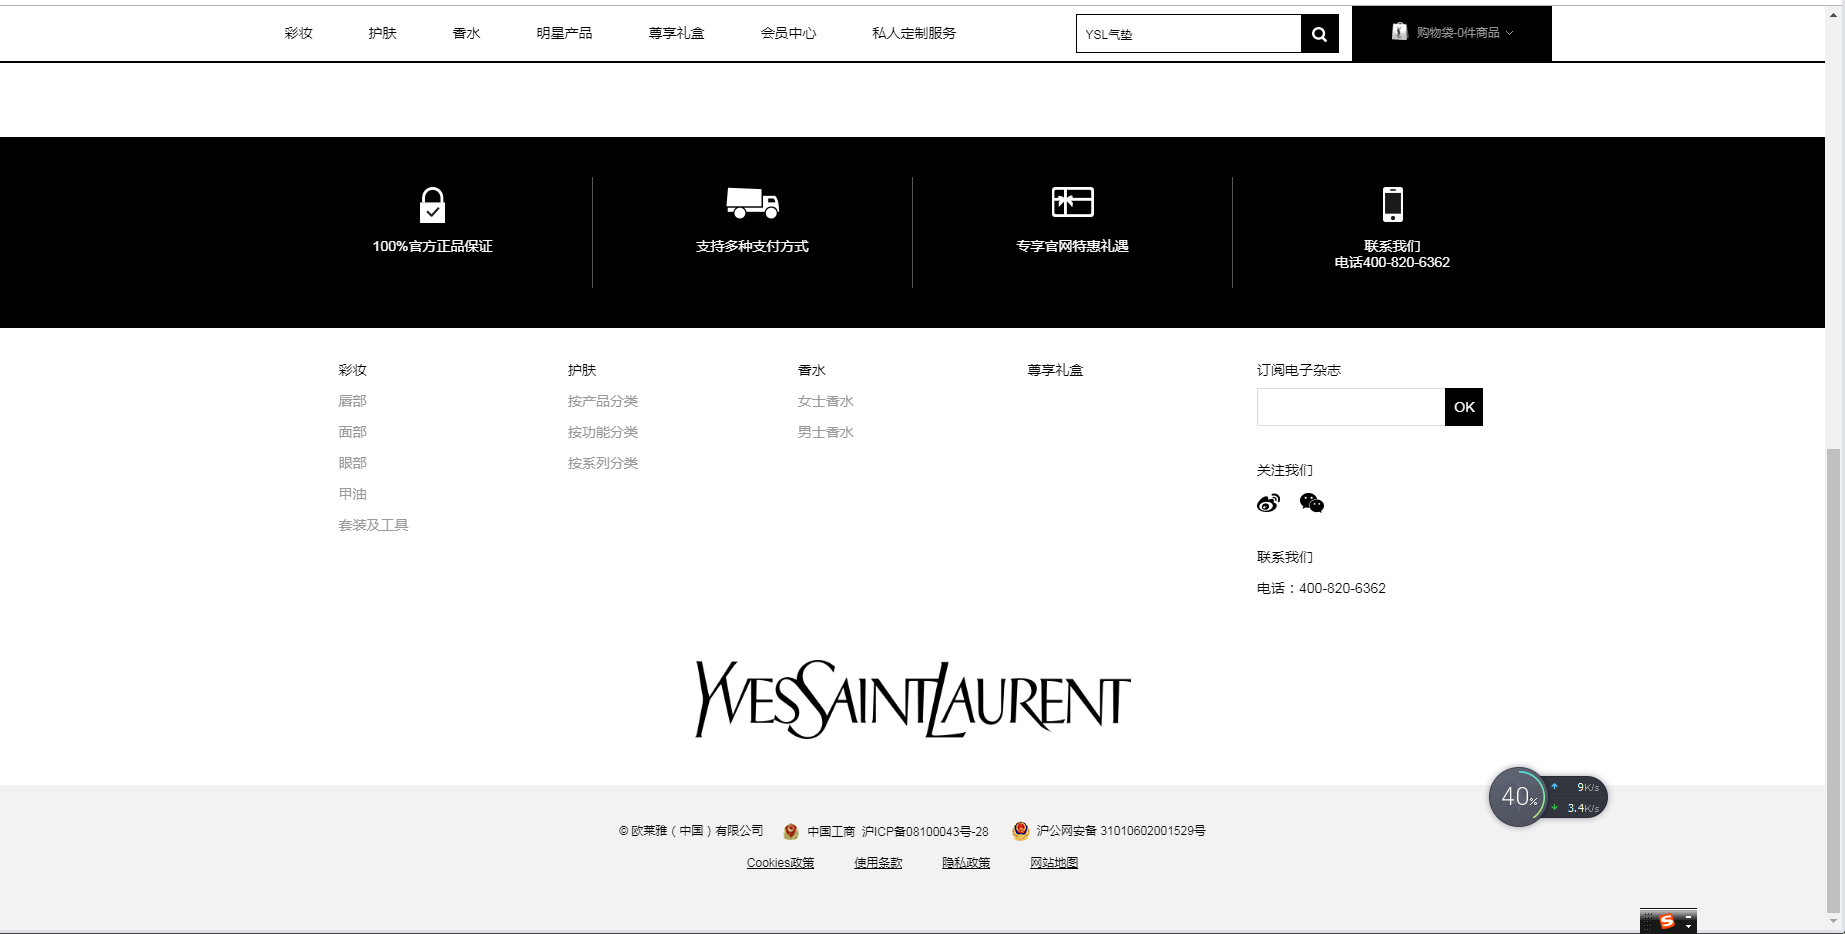 彩妆 护肤 香水 明星产品 尊享礼盒 会员中心 私人定制服务 YSL气垫 购物袋-0件商品
100%官方正品保证 支持多种支付方式 专享官网特惠礼遇 联系我们
电话400-820-6362
彩妆 护肤 香水 尊享礼盒 订阅电子杂志
唇部 按产品分类 女士香水
OK
面部 按功能分类 男士香水
眼部 按系列分类
关注我们
甲油
套装及工具
联系我们
电话：400-820-6362
YVESSAINTLAURENT
40% 9K/s
3.4K/s
© 欧莱雅（中国）有限公司 中国工商 沪ICP备08100043号-28 沪公网安备 31010602001529号
Cookies政策 使用条款 隐私政策 网站地图
S